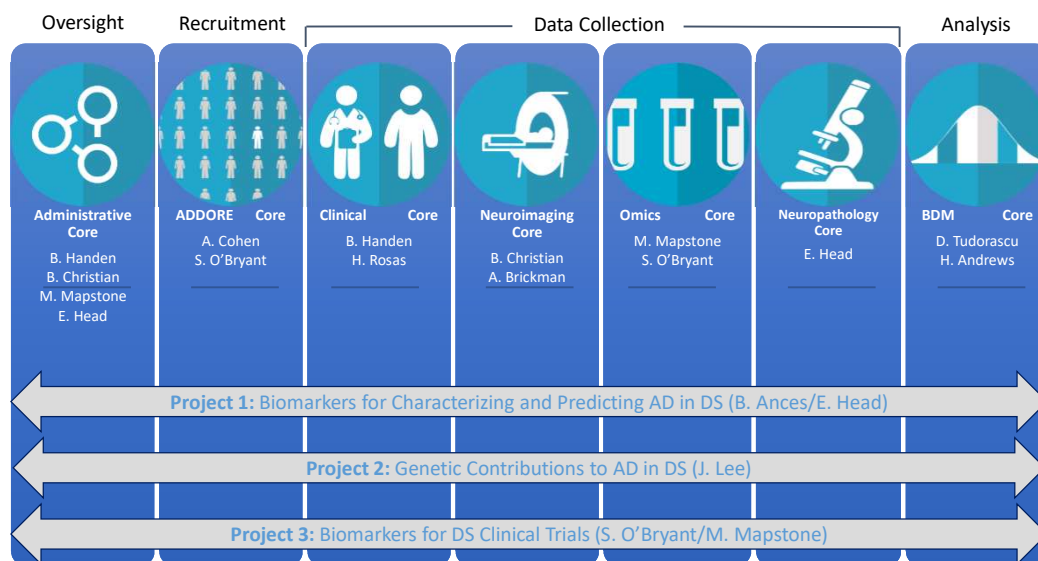 Oversight
Recruitment
Data Collection
Analysis
Administrative
Core
B. Handen
B. Christian
M. Mapstone
E. Head
ADDORE Core
A. Cohen
S. O’Bryant
Clinical Core
B. Handen
H. Rosas
Neuroimaging
Core
B. Christian
A. Brickman
Omics Core
M. Mapstone
S. O’Bryant
Neuropathology
Core
E. Head
BDM Core
D. Tudorascu
H. Andrews
Project 1: Biomarkers for Characterizing and Predicting AD in DS (B. Ances/E. Head)
Project 2: Genetic Contributions to AD in DS (J. Lee)
Project 3: Biomarkers for DS Clinical Trials (S. O’Bryant/M. Mapstone)